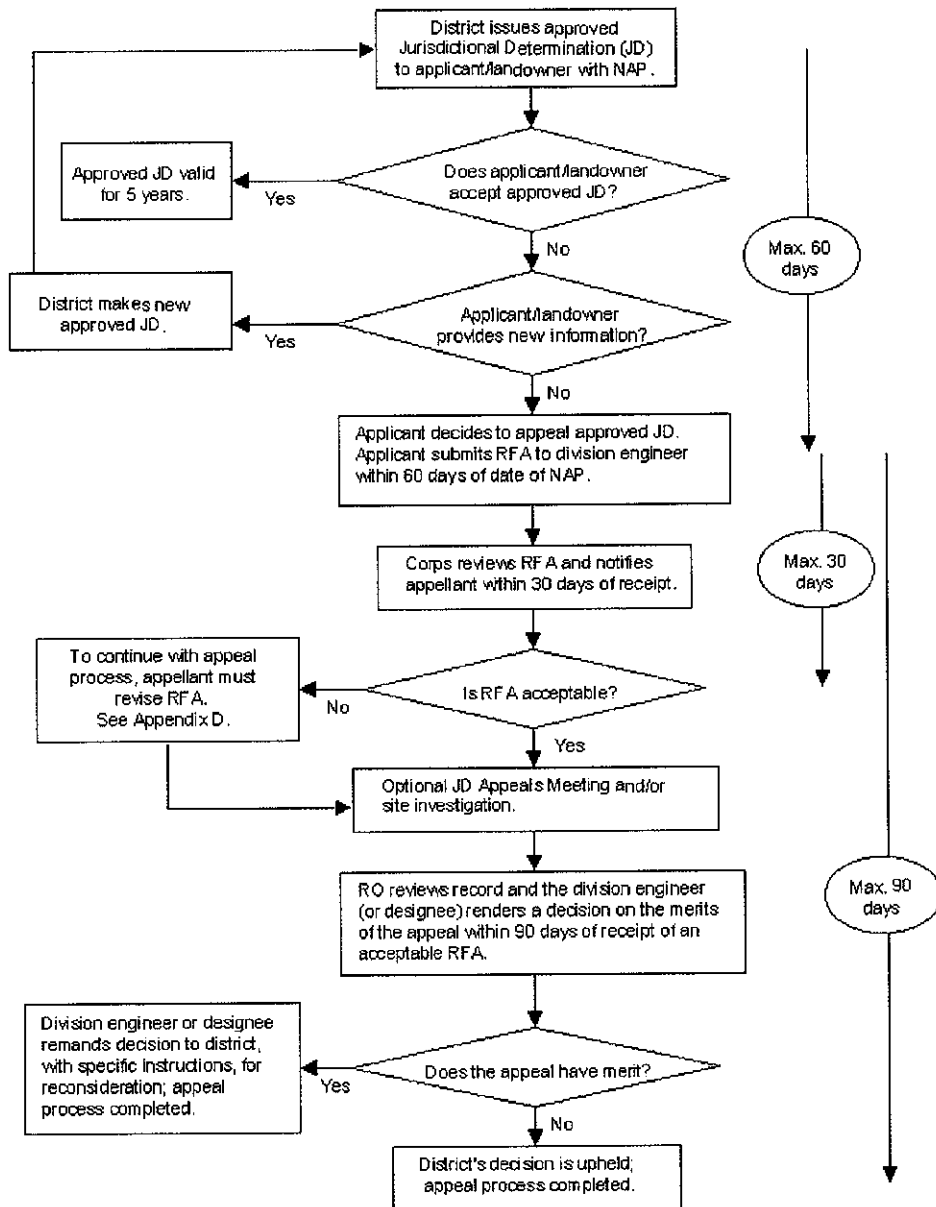 District issues approved
Jurisdictional Determination (JD)
to applicant/landowner with NAP.
Does applicant/landowner
accept approved JD?
Yes
Approved JD valid
for 5 years.
No
Max. 60
days
Applicant/landowner
provides new information?
Yes
District makes new
approved JD.
No
Applicant decides to appeal approved JD.
Applicant submits RFA to division engineer
within 60 days of date of NAP.
Corps reviews RFA and notifies
appellant within 30 days of receipt.
Max. 30
days
Is RFA acceptable?
No
To continue with appeal
process, appellant must
revise RFA.
See Appendix D.
Yes
Optional JD Appeals Meeting and/or
site investigation.
RO reviews record and the division engineer
(or designee) renders a decision on the merits
of the appeal within 90 days of receipt of an
acceptable RFA.
Max. 90
days
Does the appeal have merit?
Yes
Division engineer or designee
remands decision to district,
with specific instructions, for
reconsideration; appeal
process completed.
No
District's decision is upheld;
appeal process completed.